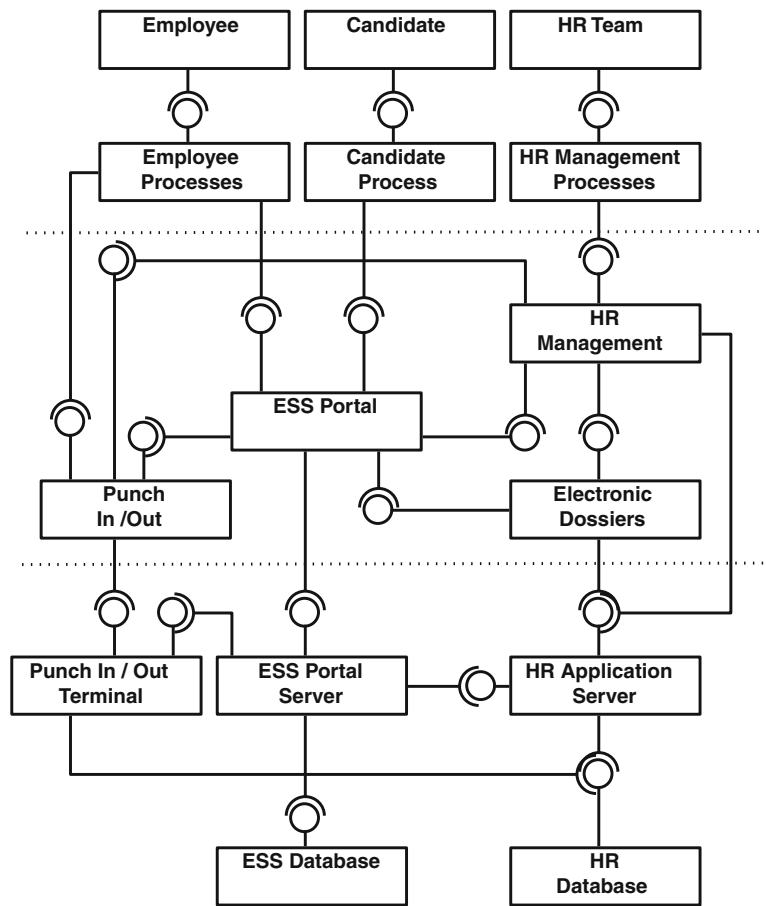 Employee
Candidate
HR Team
Employee
Processes
Candidate
Process
HR Management
Processes
HR
Management
ESS Portal
Punch
In /Out
Electronic
Dossiers
Punch In / Out
Terminal
ESS Portal
Server
HR Application
Server
ESS Database
HR
Database